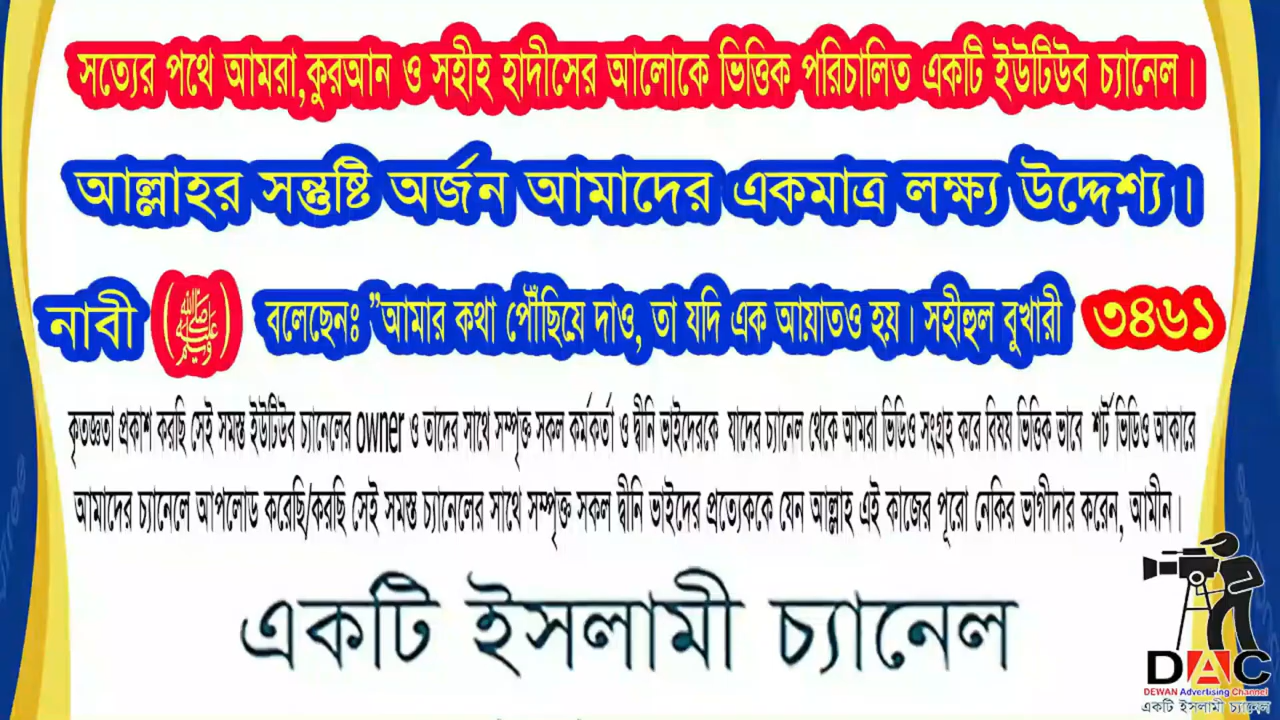 সত্যের পথে আমরা,কুরআন ও সহীহ হাদীসের আলোকে ভিত্তিক পরিচালিত একটি ইউটিউব চ্যানেল।
আল্লাহর সন্তুষ্টি অর্জন আমাদের একমাত্র লক্ষ্য উদ্দেশ্য।
নাবী (ﷺ) বলেছেনঃ ”আমার কথা পৌঁছিয়ে দাও, তা যদি এক আয়াতও হয়। সহীহুল বুখারী ৩৪৬১
কৃতজ্ঞতা প্রকাশ করছি সেই সমস্ত ইউটিউব চ্যানেলের owner ও তাদের সাথে সম্পৃক্ত সকল কর্মকর্তা ও দ্বীনি ভাইদেরকে যাদের চ্যানেল থেকে আমরা ভিডিও সংগ্রহ করে বিষয় ভিত্তিক ভাবে শর্ট ভিডিও আকারে
আমাদের চ্যানেলে আপলোড করেছি/করছি সেই সমস্ত চ্যানেলের সাথে সম্পৃক্ত সকল দ্বীনি ভাইদের প্রত্যেককে যেন আল্লাহ এই কাজের পূরো নেকির ভাগীদার করেন, আমীন।
একটি ইসলামী চ্যানেল
DAC
DEWAN Advertising Channel
একটি ইসলামী চ্যানেল